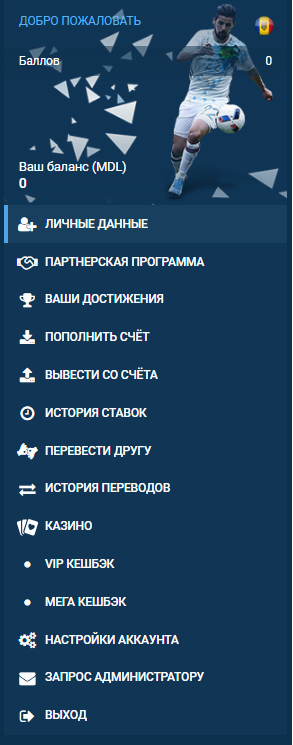 ДОБРО ПОЖАЛОВАТЬ
Баллов 0
Ваш баланс (MDL)
0
ЛИЧНЫЕ ДАННЫЕ
ПАРТНЕРСКАЯ ПРОГРАММА
ВАШИ ДОСТИЖЕНИЯ
ПОПОЛНИТЬ СЧЁТ
ВЫВЕСТИ СО СЧЁТА
ИСТОРИЯ СТАВОК
ПЕРЕВЕСТИ ДРУГУ
ИСТОРИЯ ПЕРЕВОДОВ
КАЗИНО
VIP КЕШБЭК
МЕГА КЕШБЭК
НАСТРОЙКИ АККАУНТА
ЗАПРОС АДМИНИСТРАТОРУ
ВЫХОД